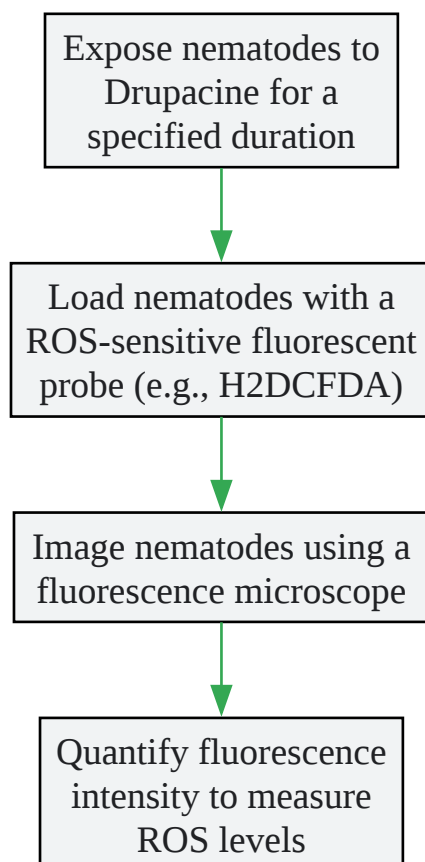 Expose nematodes to
Drupacine for a
specified duration
Load nematodes with a
ROS-sensitive fluorescent
probe (e.g., H2DCFDA)
Image nematodes using a
fluorescence microscope
Quantify fluorescence
intensity to measure
ROS levels